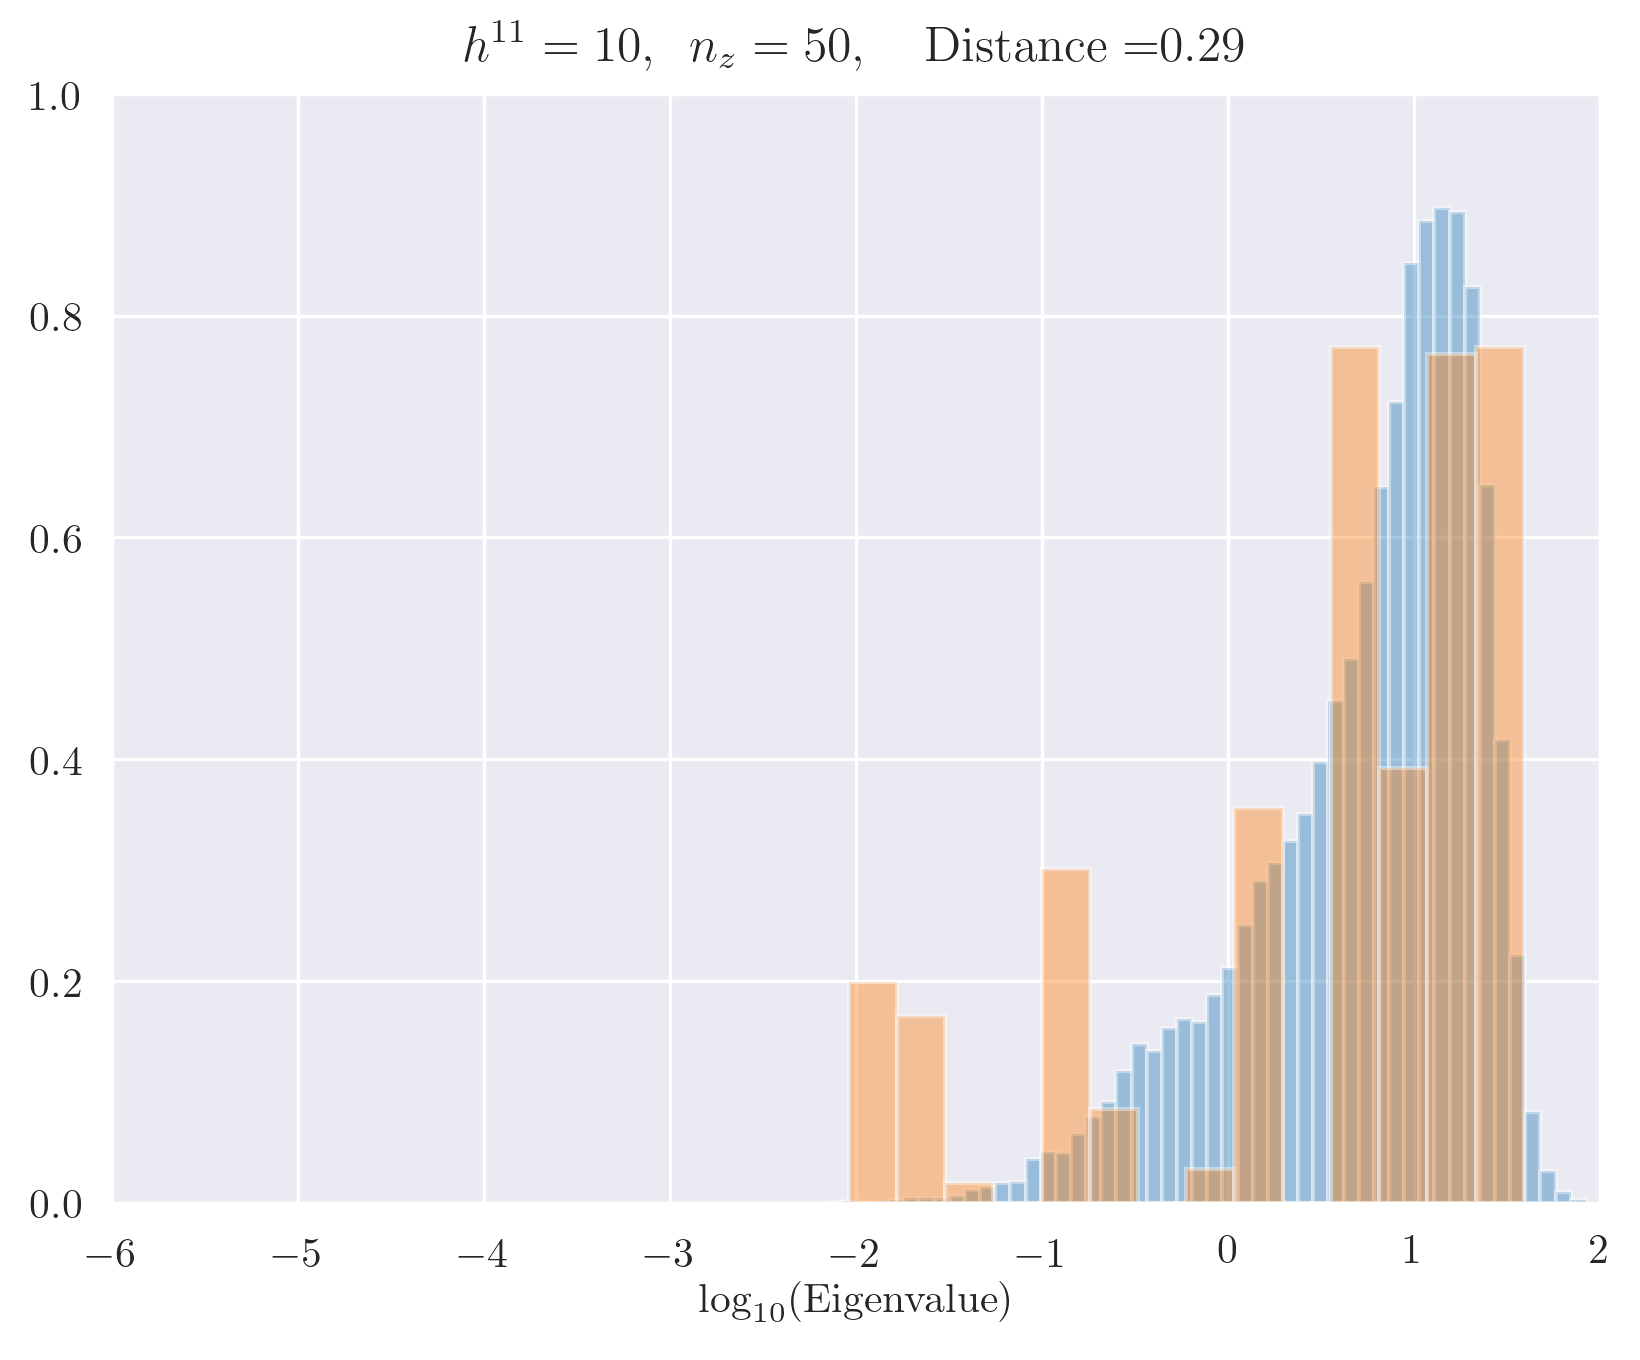 h^{11} = 10, n_z = 50, Distance =0.29
1.0
0.8
0.6
0.4
0.2
0.0
−6 −5 −4 −3 −2 −1 0 1 2
log_{10}(Eigenvalue)